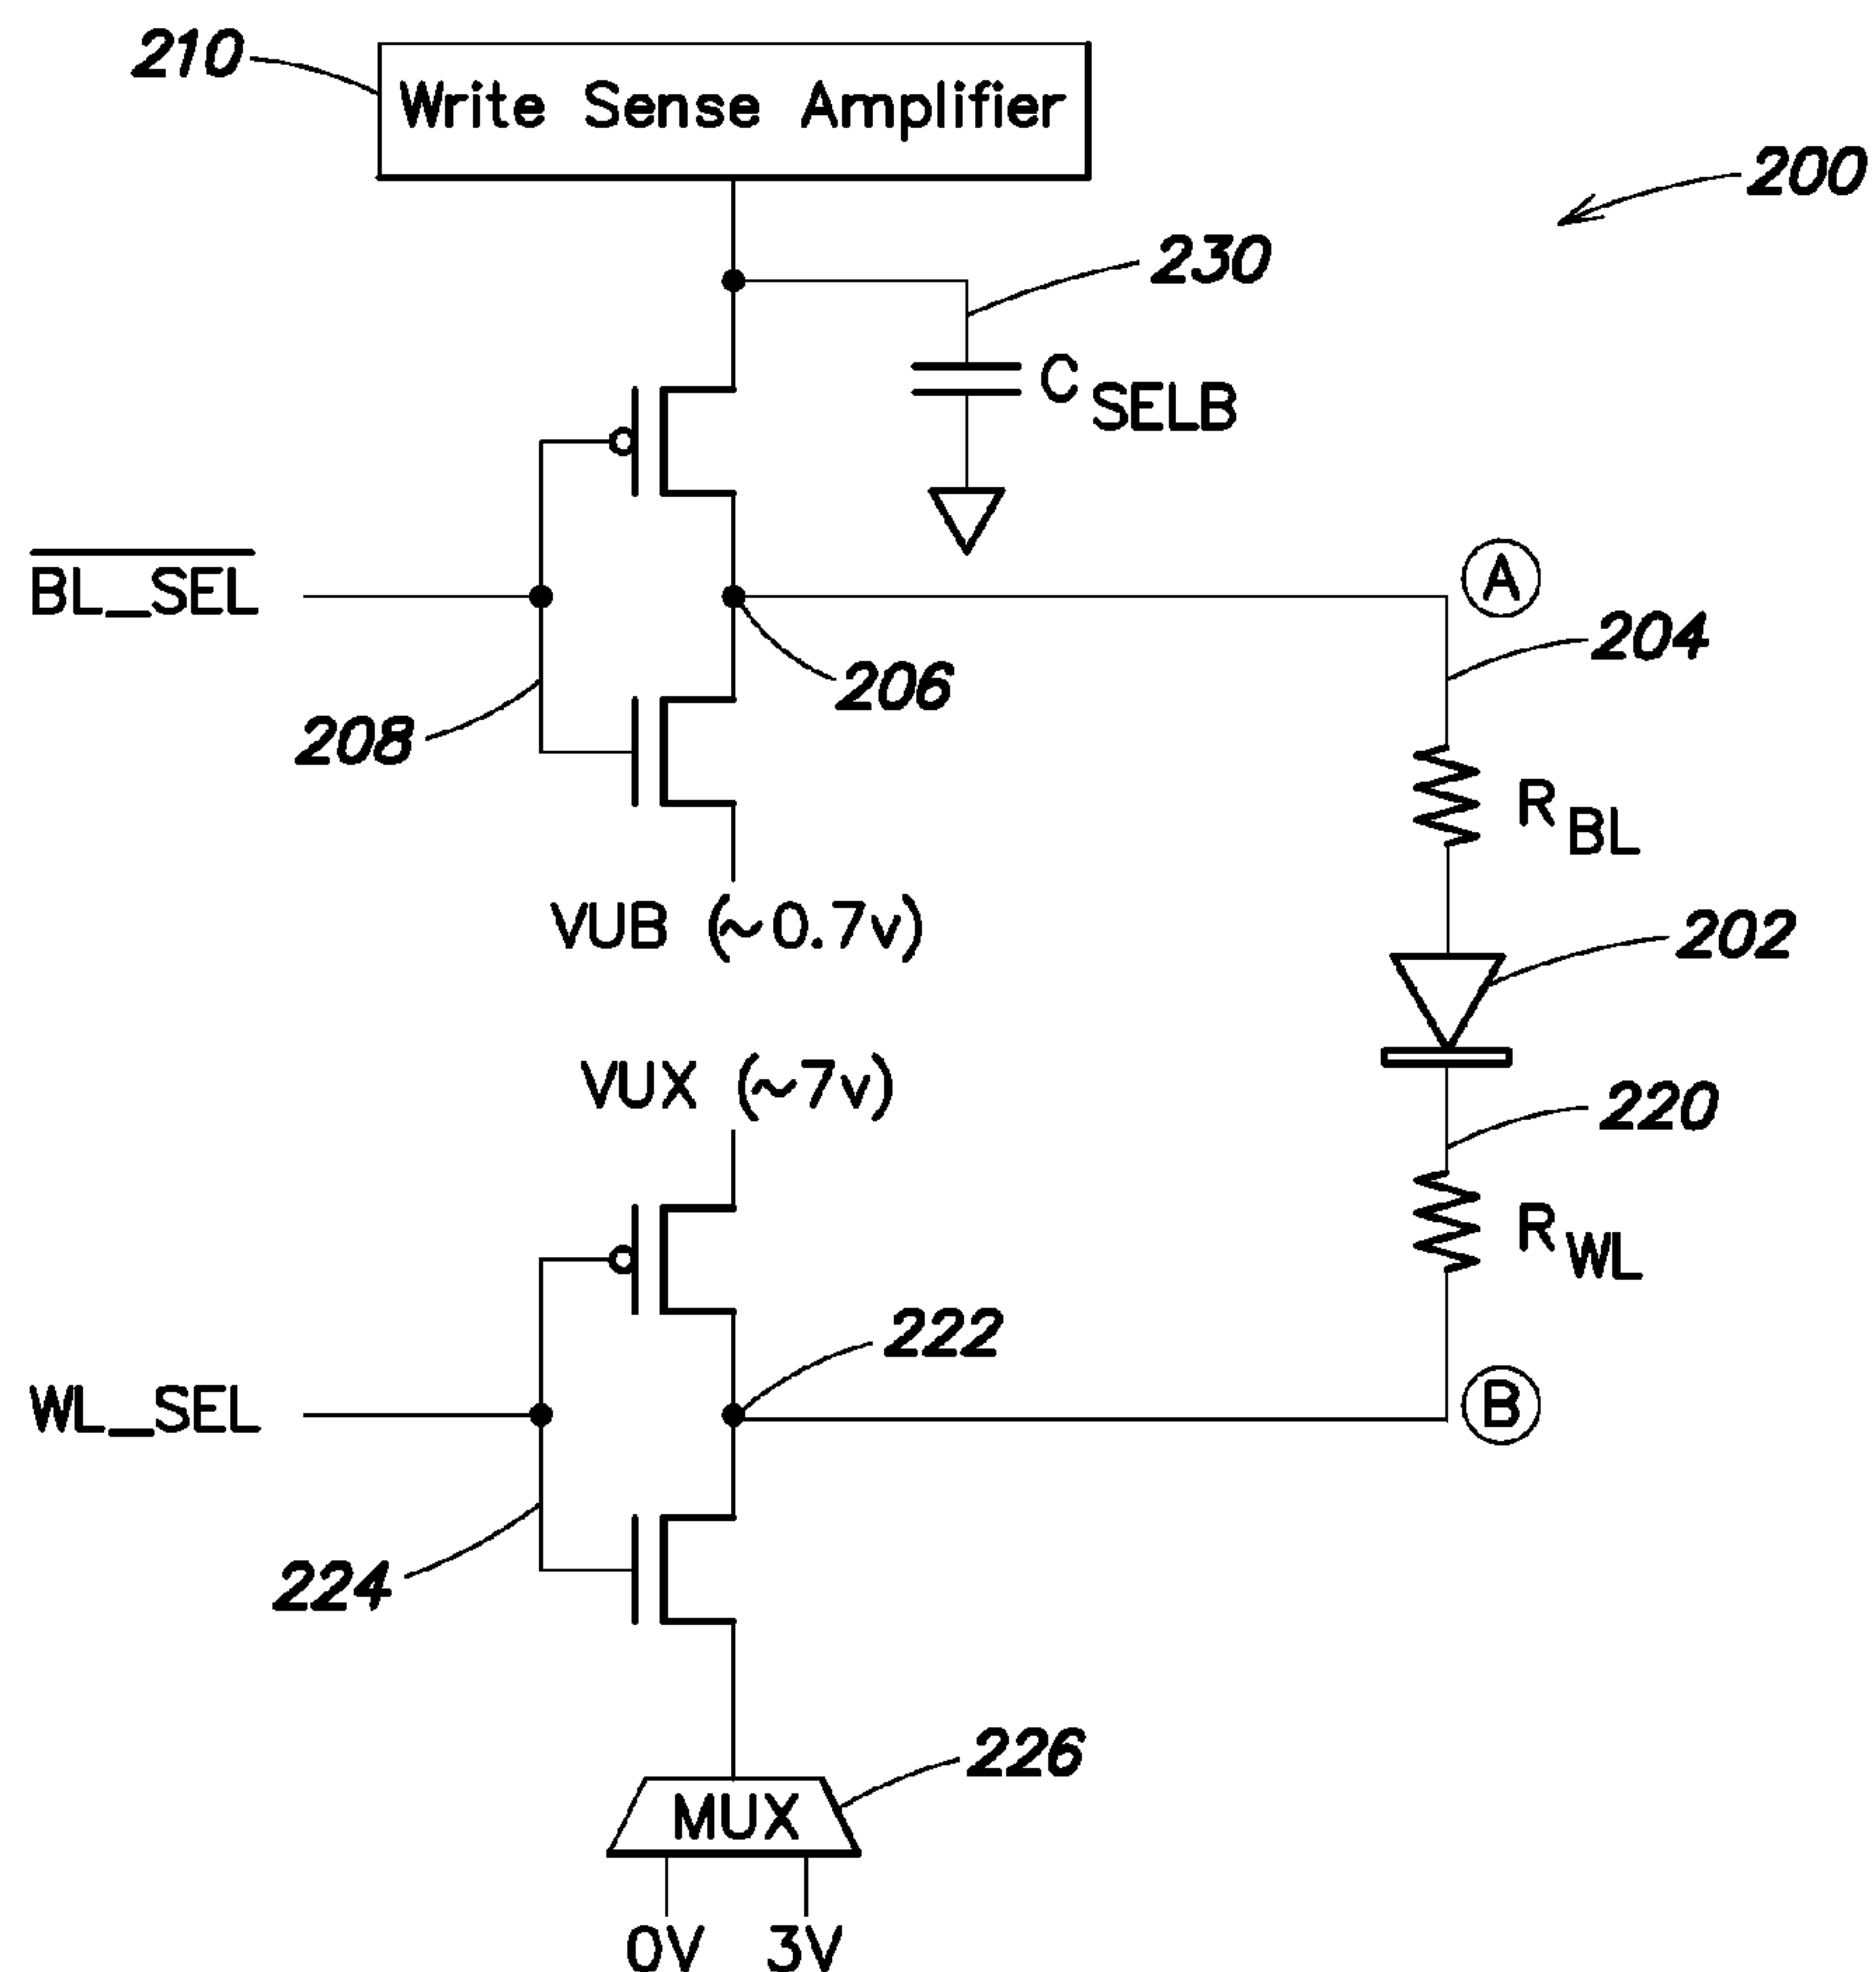 210
Write Sense Amplifier
200
230
C SELB
BL_SEL
A
204
206
208
R BL
VUB (~0.7v)
202
VUX (~7v)
220
R WL
222
WL_SEL
B
224
226
MUX
0V 3V